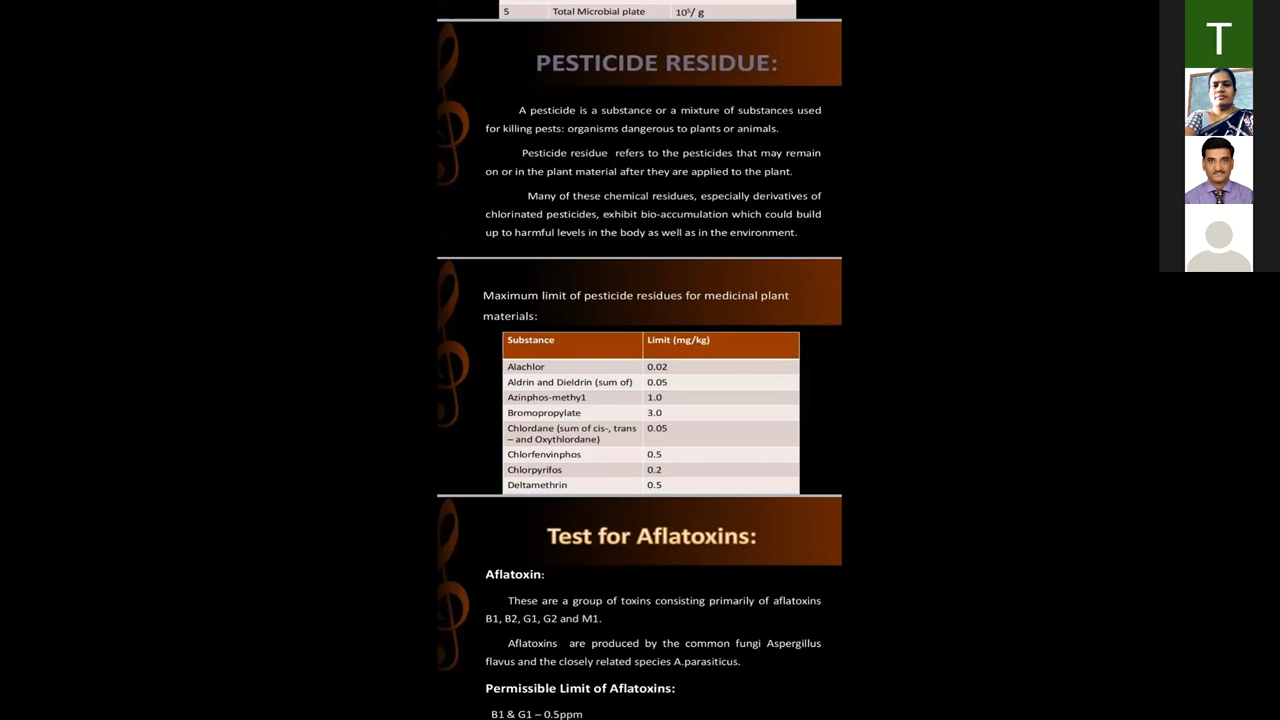 5 Total Microbial plate 10⁵/ g
PESTICIDE RESIDUE:
A pesticide is a substance or a mixture of substances used
for killing pests: organisms dangerous to plants or animals.
Pesticide residue refers to the pesticides that may remain
on or in the plant material after they are applied to the plant.
Many of these chemical residues, especially derivatives of
chlorinated pesticides, exhibit bio-accumulation which could build
up to harmful levels in the body as well as in the environment.
Maximum limit of pesticide residues for medicinal plant
materials:
Substance Limit (mg/kg)
Alachlor 0.02
Aldrin and Dieldrin (sum of) 0.05
Azinphos-methy1 1.0
Bromopropylate 3.0
Chlordane (sum of cis-, trans 0.05
– and Oxythlordane)
Chlorfenvinphos 0.5
Chlorpyrifos 0.2
Deltamethrin 0.5
Test for Aflatoxins:
Aflatoxin:
These are a group of toxins consisting primarily of aflatoxins
B1, B2, G1, G2 and M1.
Aflatoxins are produced by the common fungi Aspergillus
flavus and the closely related species A.parasiticus.
Permissible Limit of Aflatoxins:
B1 & G1 – 0.5ppm
T